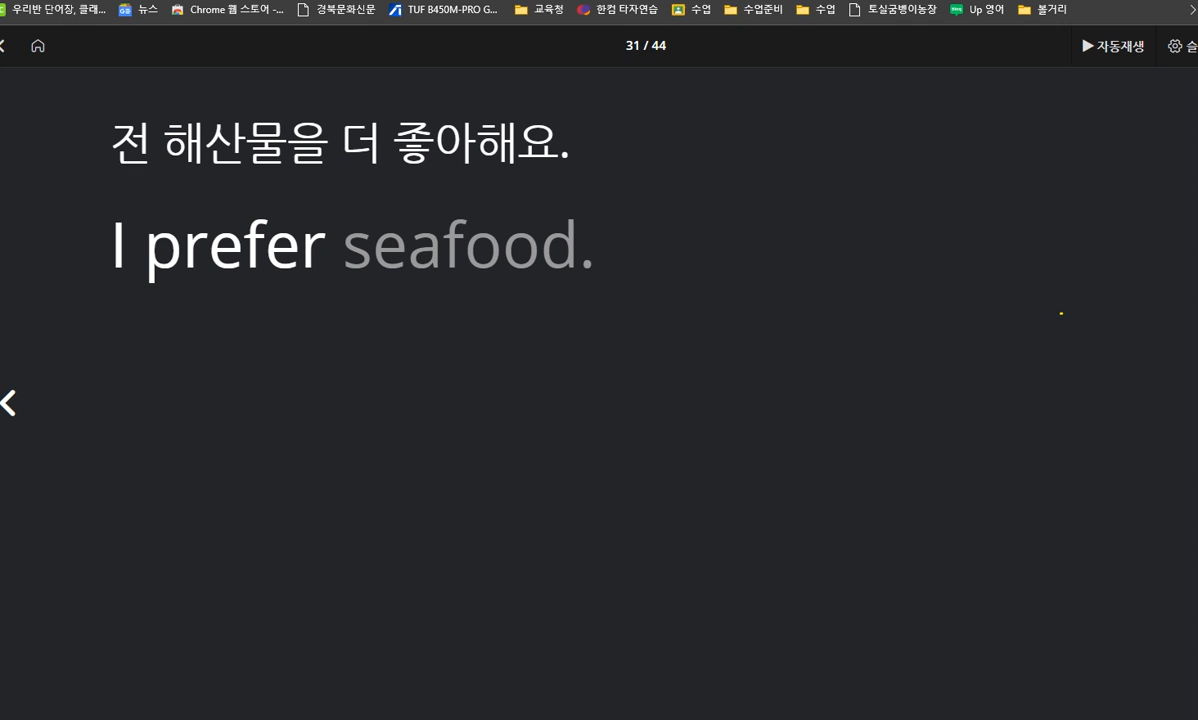 우리반 단어장, 클래... 뉴스 Chrome 웹 스토어 -... 경북문화신문 TUF B450M-PRO G... 교육청 한컴 타자연습 수업 수업준비 수업 토실굼벵이농장 Up 영어 볼거리
31 / 44 자동재생 슬
전 해산물을 더 좋아해요.
I prefer seafood.